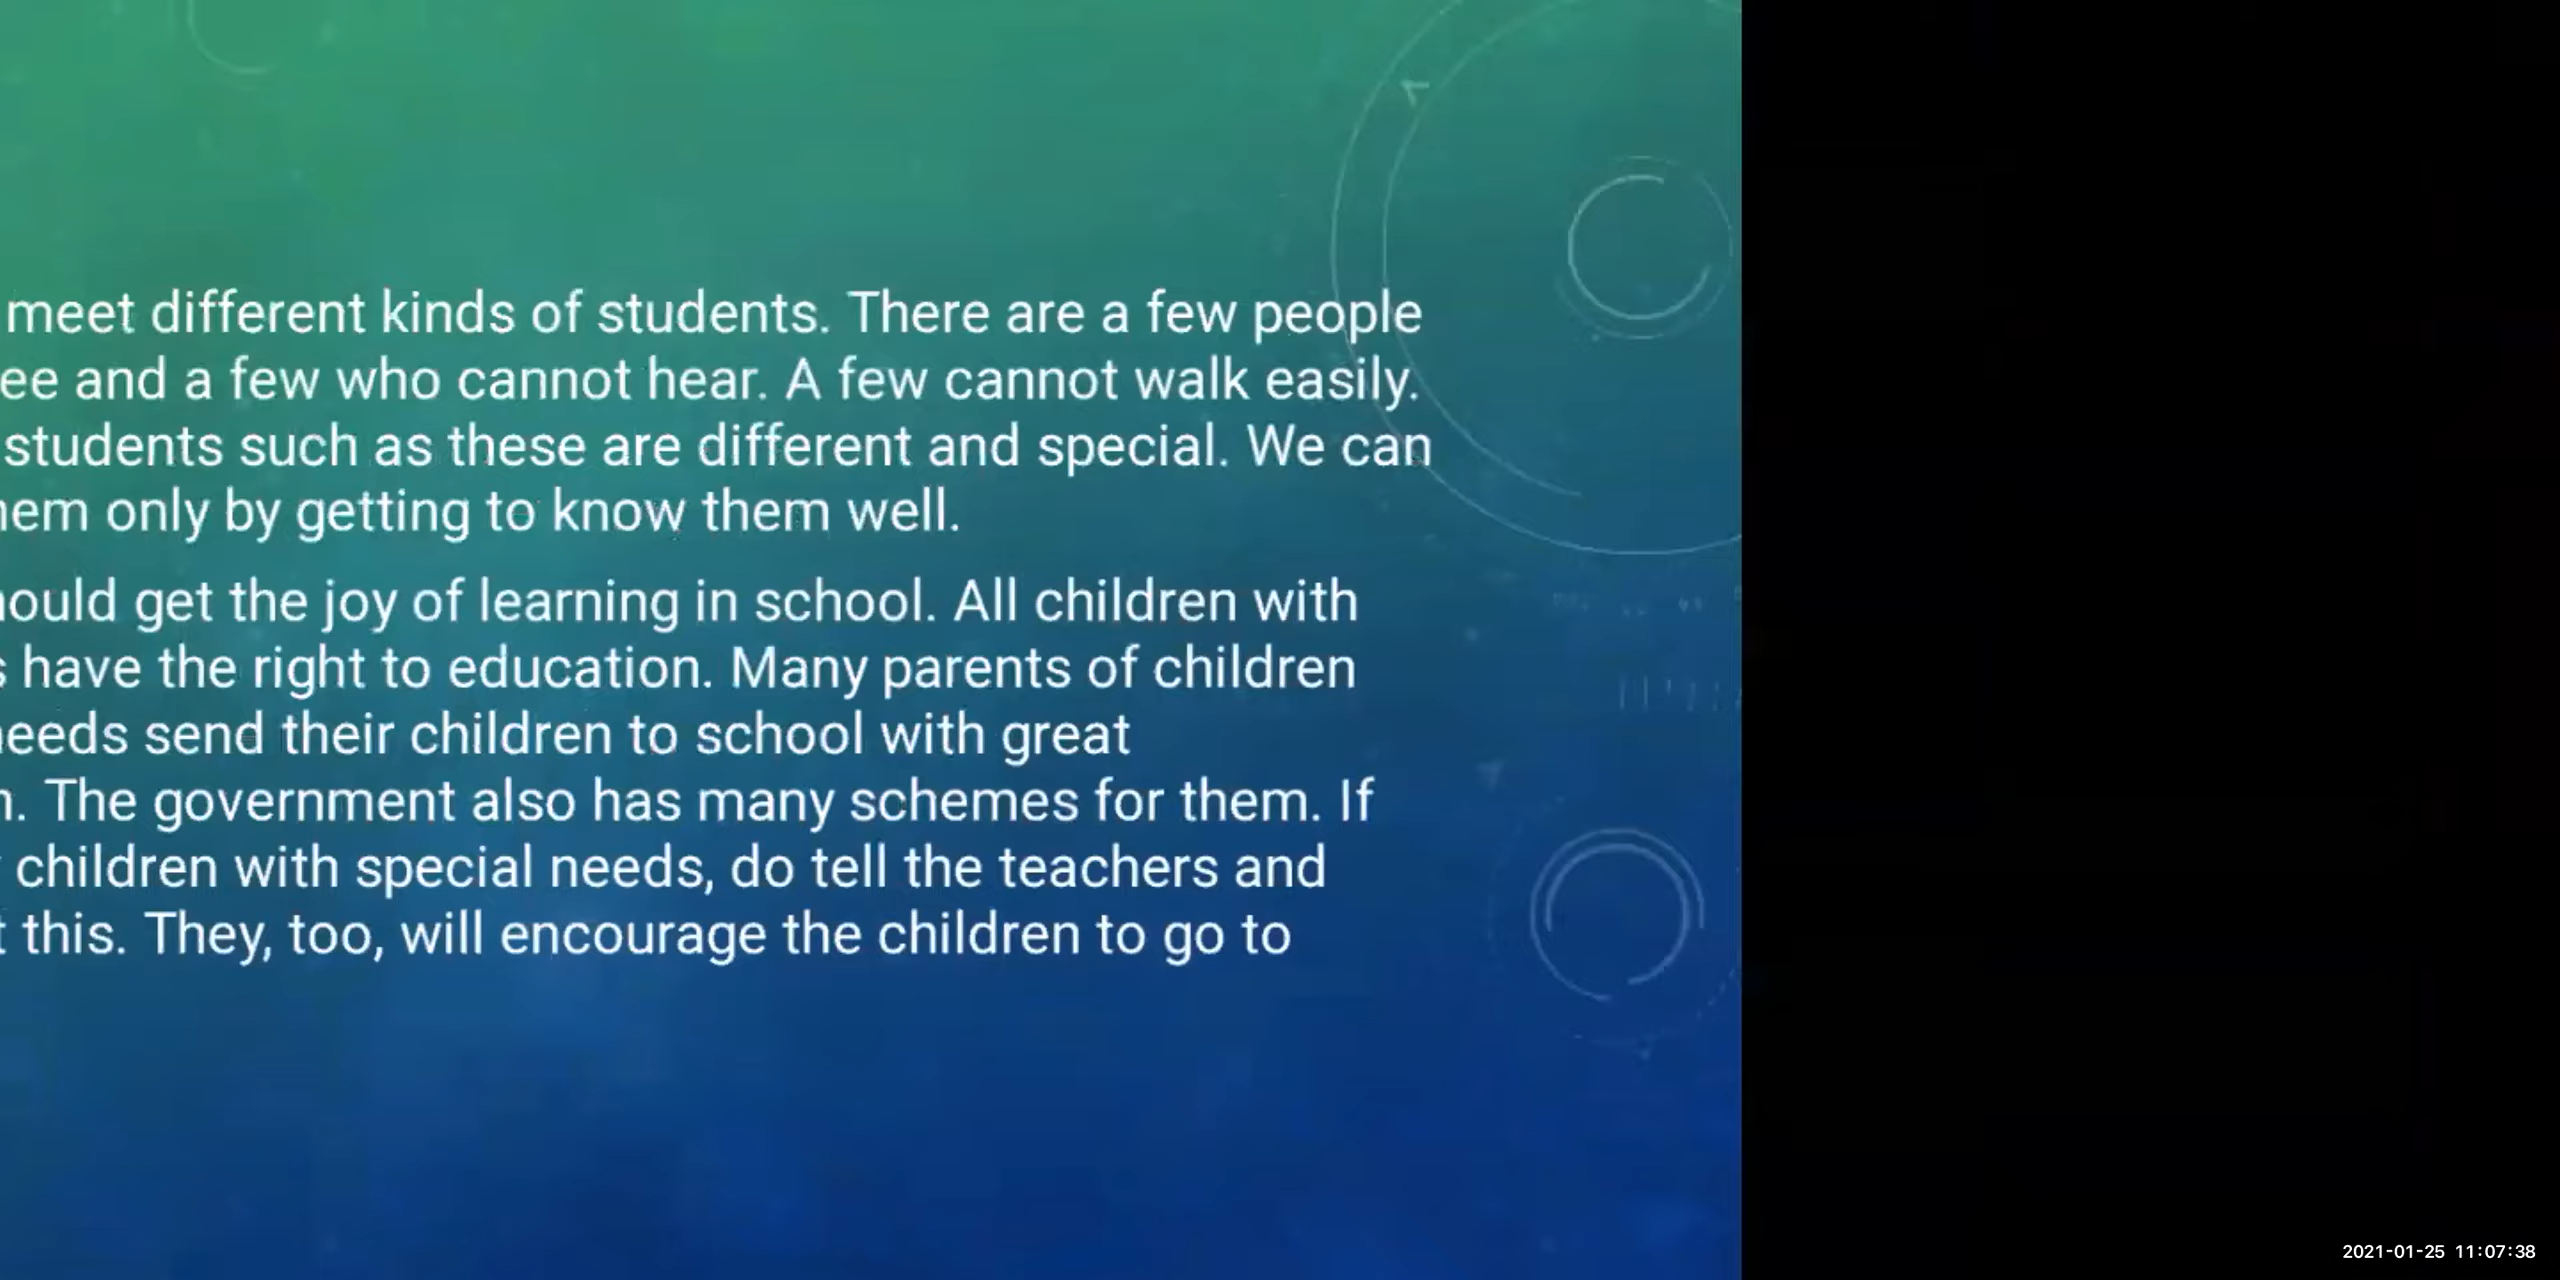 meet different kinds of students. There are a few people
ee and a few who cannot hear. A few cannot walk easily.
students such as these are different and special. We can
hem only by getting to know them well.
hould get the joy of learning in school. All children with
s have the right to education. Many parents of children
needs send their children to school with great
n. The government also has many schemes for them. If
children with special needs, do tell the teachers and
t this. They, too, will encourage the children to go to
2021-01-25 11:07:38